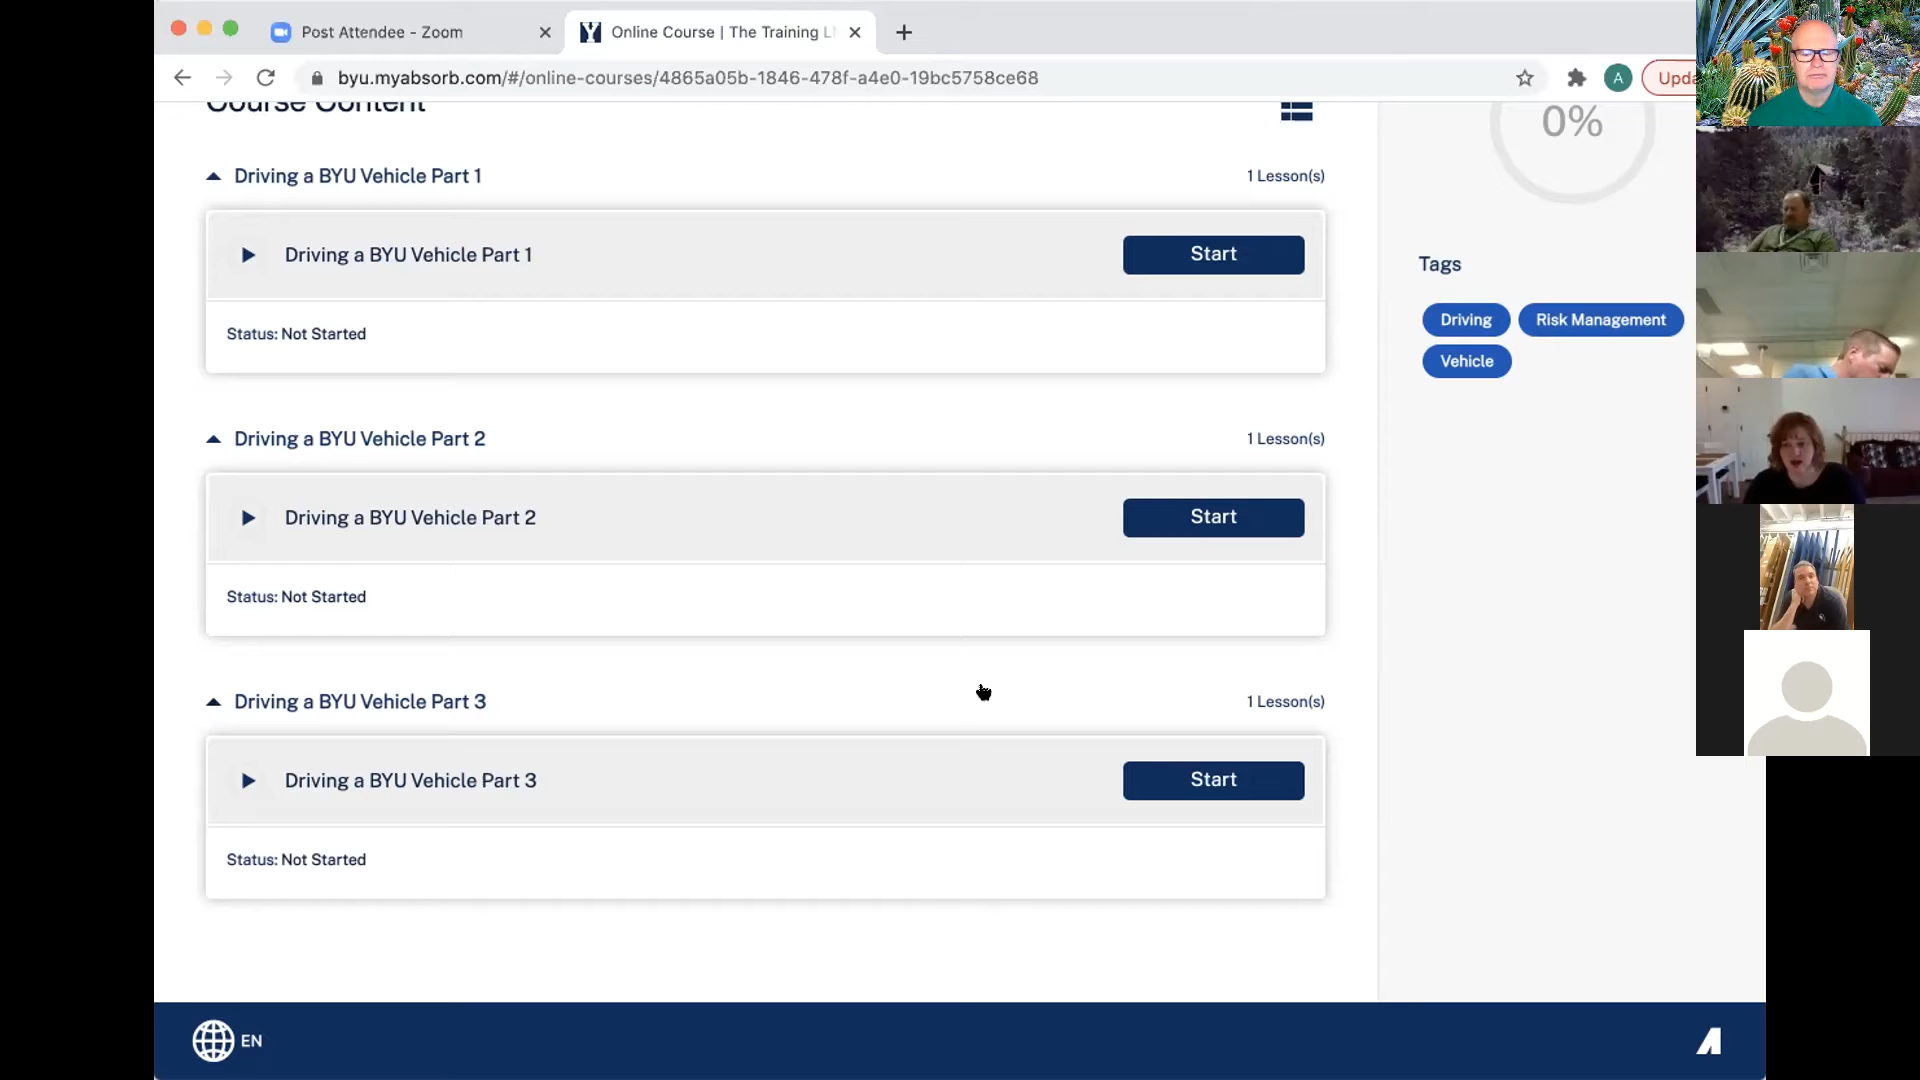 Post Attendee - Zoom
Online Course | The Training L
byu.myabsorb.com/#/online-courses/4865a05b-1846-478f-a4e0-19bc5758ce68
A
Upda
Course Content
0%
Driving a BYU Vehicle Part 1
1 Lesson(s)
Driving a BYU Vehicle Part 1
Start
Status: Not Started
Tags
Driving
Risk Management
Vehicle
Driving a BYU Vehicle Part 2
1 Lesson(s)
Driving a BYU Vehicle Part 2
Start
Status: Not Started
Driving a BYU Vehicle Part 3
1 Lesson(s)
Driving a BYU Vehicle Part 3
Start
Status: Not Started
EN